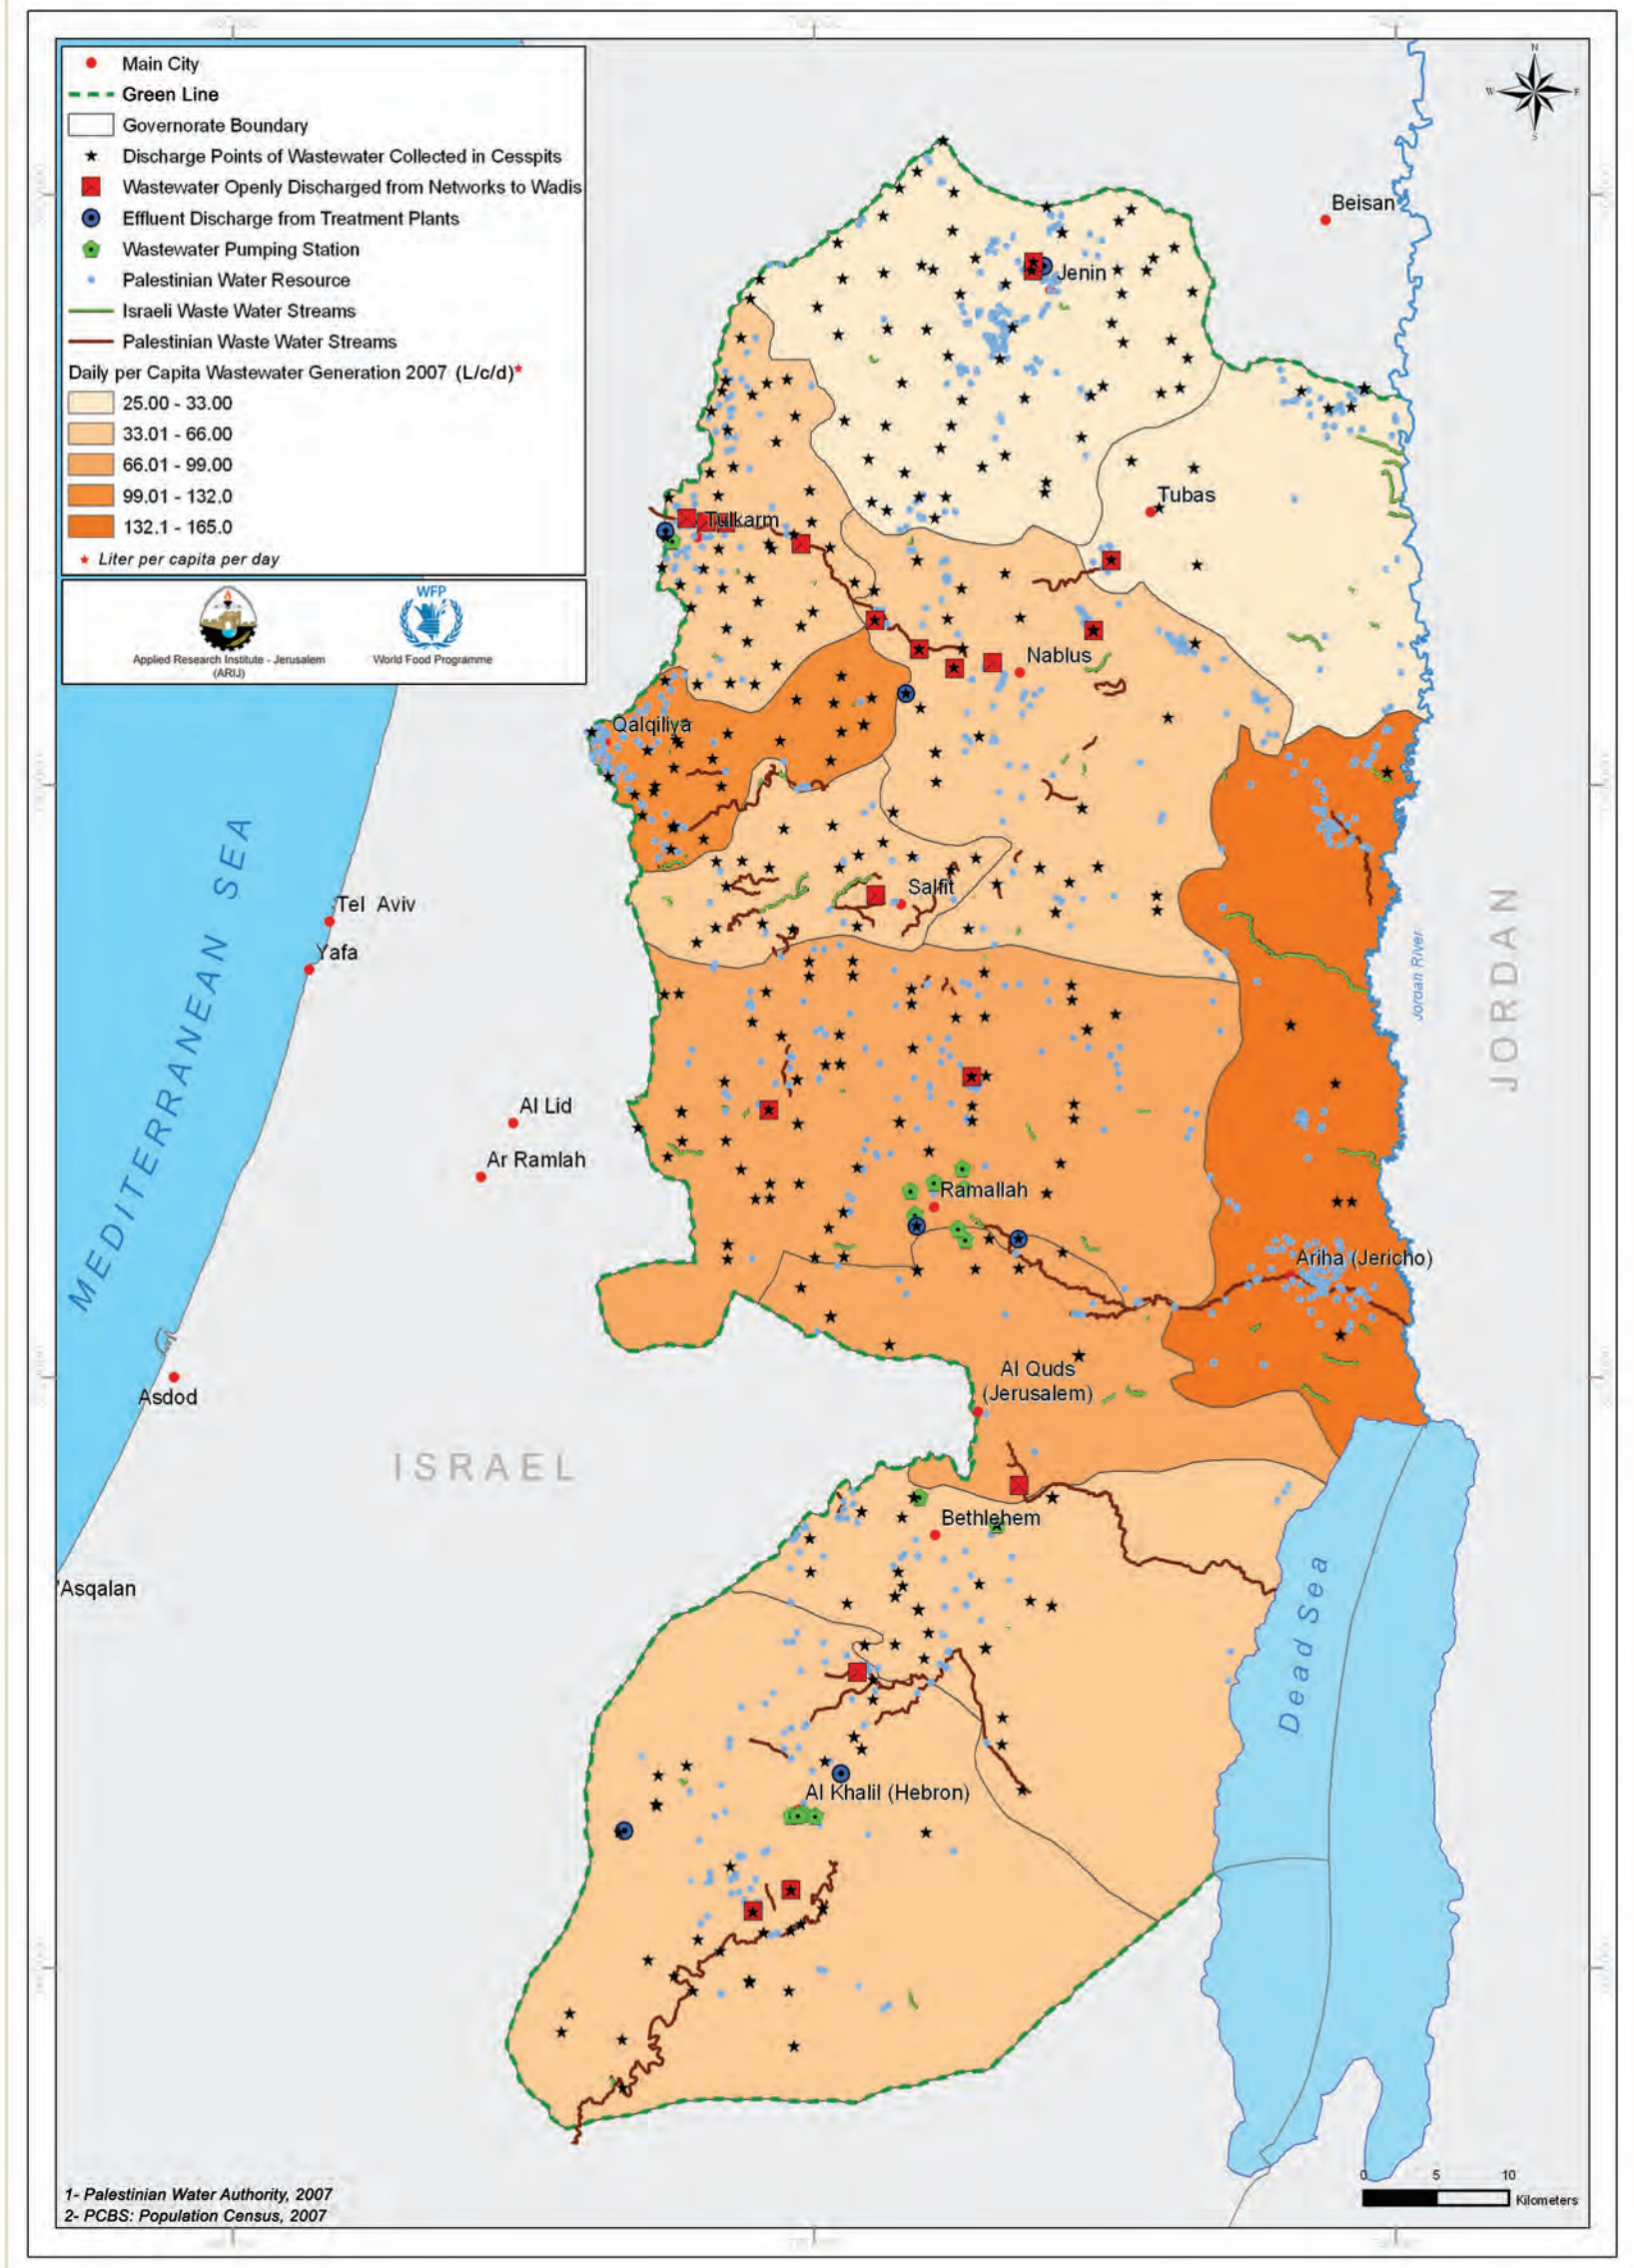 Main City
Green Line
Governorate Boundary
Discharge Points of Wastewater Collected in Cesspits
Wastewater Openly Discharged from Networks to Wadis
Effluent Discharge from Treatment Plants
Wastewater Pumping Station
Palestinian Water Resource
Israeli Waste Water Streams
Palestinian Waste Water Streams
Daily per Capita Wastewater Generation 2007 (L/c/d)*
25.00 - 33.00
33.01 - 66.00
66.01 - 99.00
99.01 - 132.0
132.1 - 165.0
* Liter per capita per day
WFP
Applied Research Institute - Jerusalem
(ARIJ)
World Food Programme
N
W
E
S
Beisan
Jenin
Tubas
Tulkarm
Nablus
Qalqiliya
Salfit
Tel Aviv
Yafa
MEDITERRANEAN SEA
Jordan River
JORDAN
Al Lid
Ar Ramlah
Ramallah
Ariha (Jericho)
Al Quds
(Jerusalem)
Asdod
ISRAEL
Bethlehem
'Asqalan
Dead Sea
Al Khalil (Hebron)
0 5 10
Kilometers
1- Palestinian Water Authority, 2007
2- PCBS: Population Census, 2007